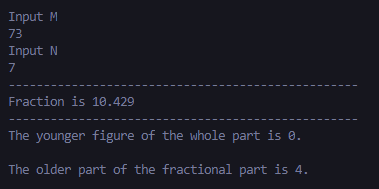 Input M
73
Input N
7
--------------------------------------------------
Fraction is 10.429
--------------------------------------------------
The younger figure of the whole part is 0.
The older part of the fractional part is 4.